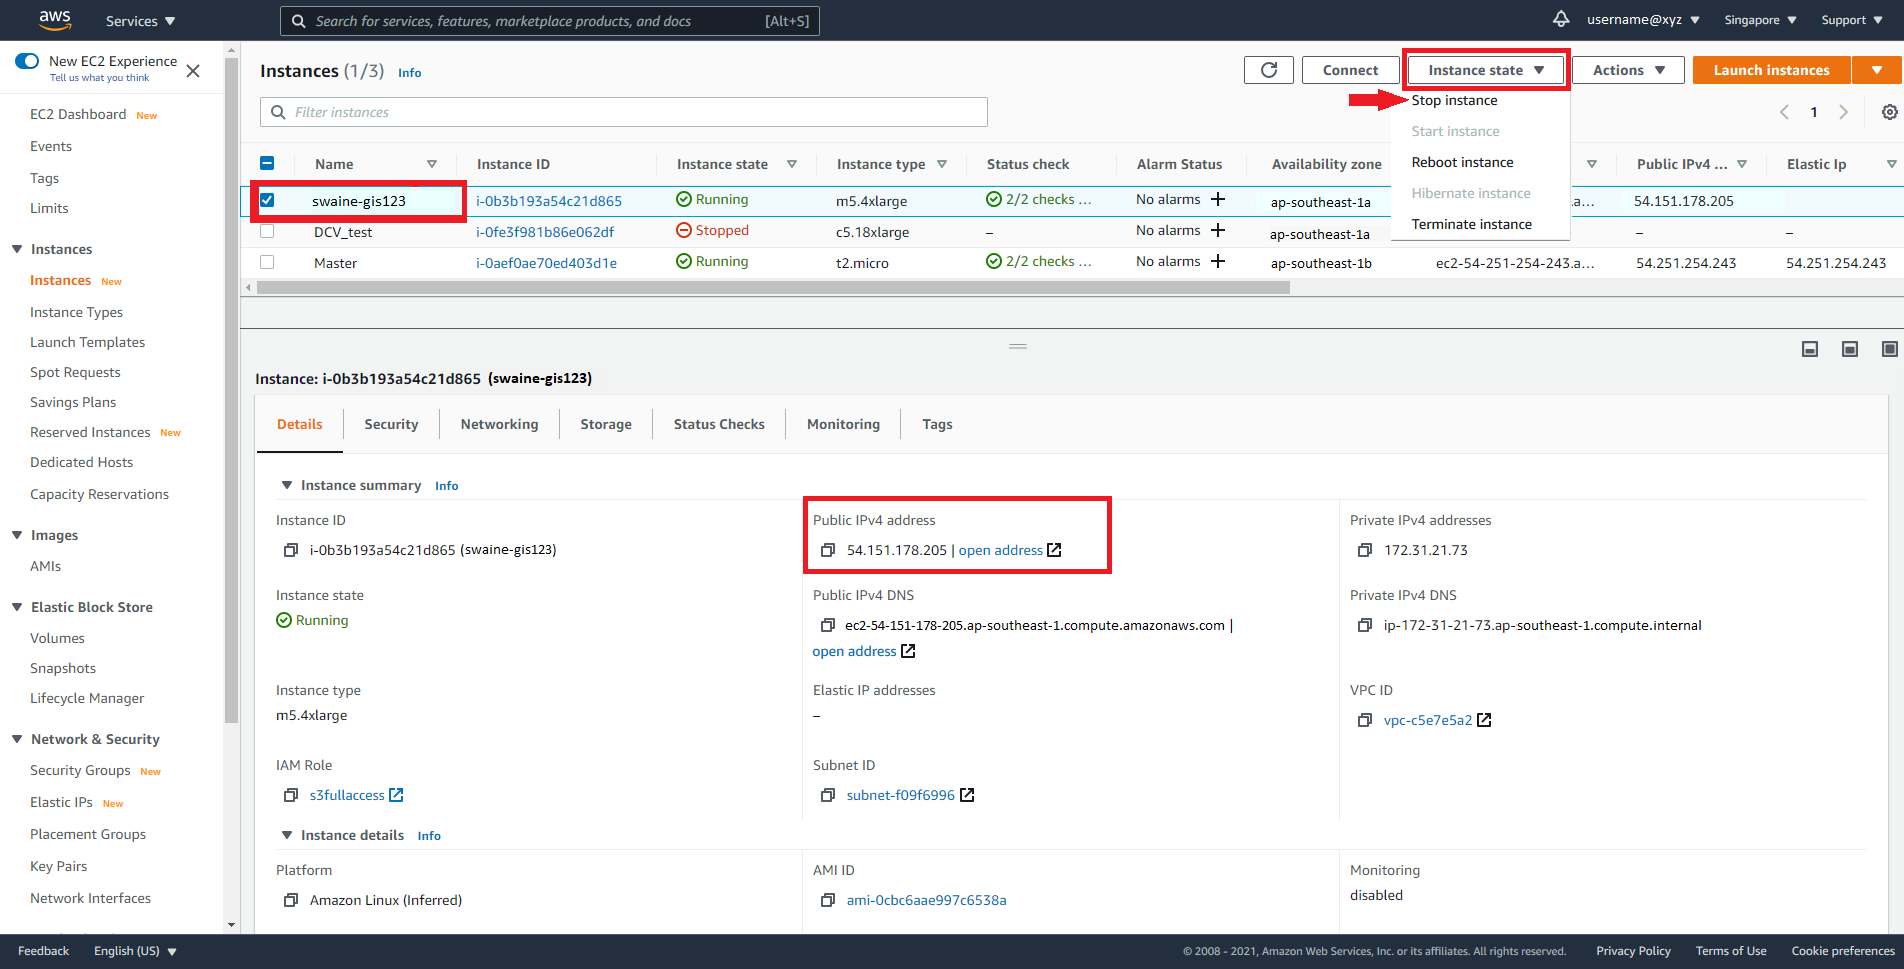 aws Services Search for services, features, marketplace products, and docs [Alt+S] username@xyz Singapore Support
New EC2 Experience
Tell us what you think
EC2 Dashboard New
Events
Tags
Limits
Instances
Instances New
Instance Types
Launch Templates
Spot Requests
Savings Plans
Reserved Instances New
Dedicated Hosts
Capacity Reservations
Images
AMIs
Elastic Block Store
Volumes
Snapshots
Lifecycle Manager
Network & Security
Security Groups New
Elastic IPs New
Placement Groups
Key Pairs
Network Interfaces
Instances (1/3) Info Connect Instance state Actions Launch instances
Filter instances 1
Stop instance
Start instance
Reboot instance
Hibernate instance
Terminate instance
Name Instance ID Instance state Instance type Status check Alarm Status Availability zone Public IPv4 ... Elastic Ip
swaine-gis123 i-0b3b193a54c21d865 Running m5.4xlarge 2/2 checks ... No alarms ap-southeast-1a .a... 54.151.178.205
DCV_test i-0fe3f981b86e062df Stopped c5.18xlarge – No alarms ap-southeast-1a – –
Master i-0aef0ae70ed403d1e Running t2.micro 2/2 checks ... No alarms ap-southeast-1b ec2-54-251-254-243.a... 54.251.254.243 54.251.254.243
Instance: i-0b3b193a54c21d865 (swaine-gis123)
Details Security Networking Storage Status Checks Monitoring Tags
Instance summary Info
Instance ID Public IPv4 address Private IPv4 addresses
i-0b3b193a54c21d865 (swaine-gis123) 54.151.178.205 | open address 172.31.21.73
Instance state Public IPv4 DNS Private IPv4 DNS
Running ec2-54-151-178-205.ap-southeast-1.compute.amazonaws.com | ip-172-31-21-73.ap-southeast-1.compute.internal
open address
Instance type Elastic IP addresses VPC ID
m5.4xlarge – vpc-c5e7e5a2
IAM Role Subnet ID
s3fullaccess subnet-f09f6996
Instance details Info
Platform AMI ID Monitoring
Amazon Linux (Inferred) ami-0cbc6aae997c6538a disabled
Feedback English (US) © 2008 - 2021, Amazon Web Services, Inc. or its affiliates. All rights reserved. Privacy Policy Terms of Use Cookie preferences